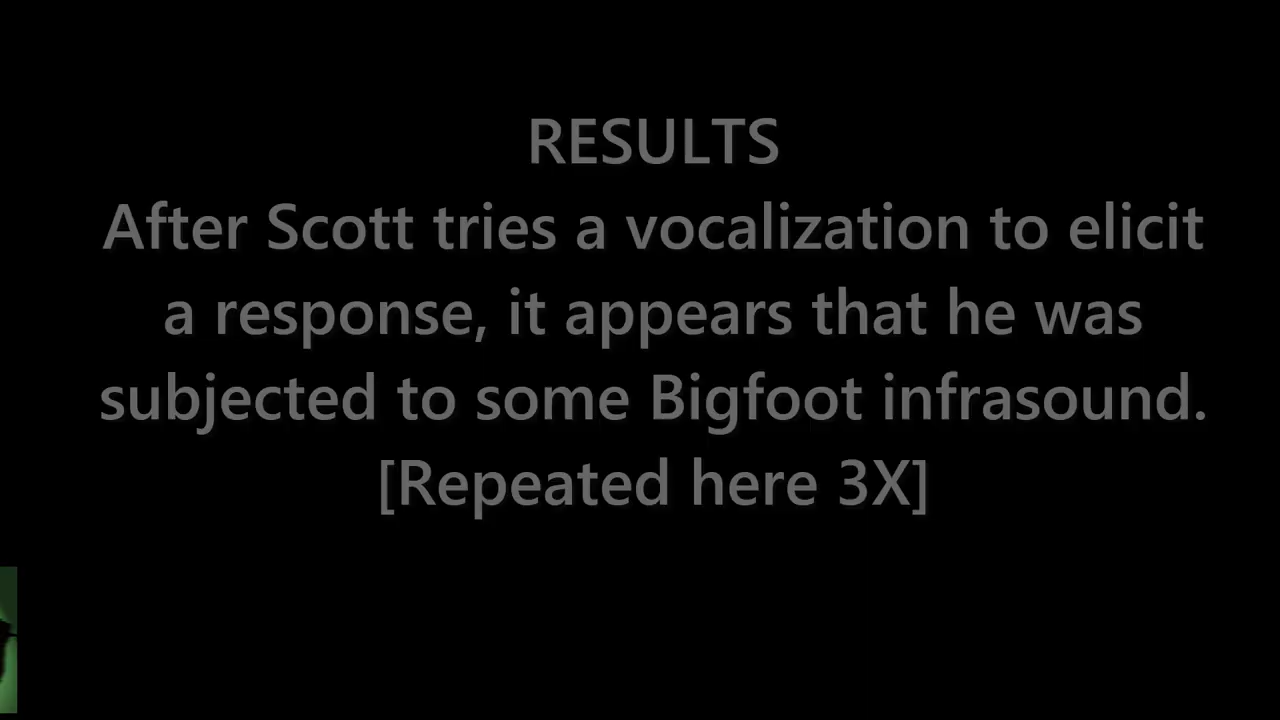 RESULTS
After Scott tries a vocalization to elicit
a response, it appears that he was
subjected to some Bigfoot infrasound.
[Repeated here 3X]